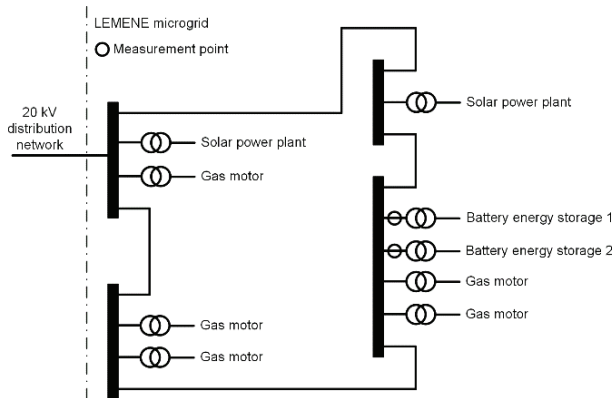 LEMENE microgrid
Measurement point
20 kV
distribution
network
Solar power plant
Gas motor
Gas motor
Gas motor
Solar power plant
Battery energy storage 1
Battery energy storage 2
Gas motor
Gas motor